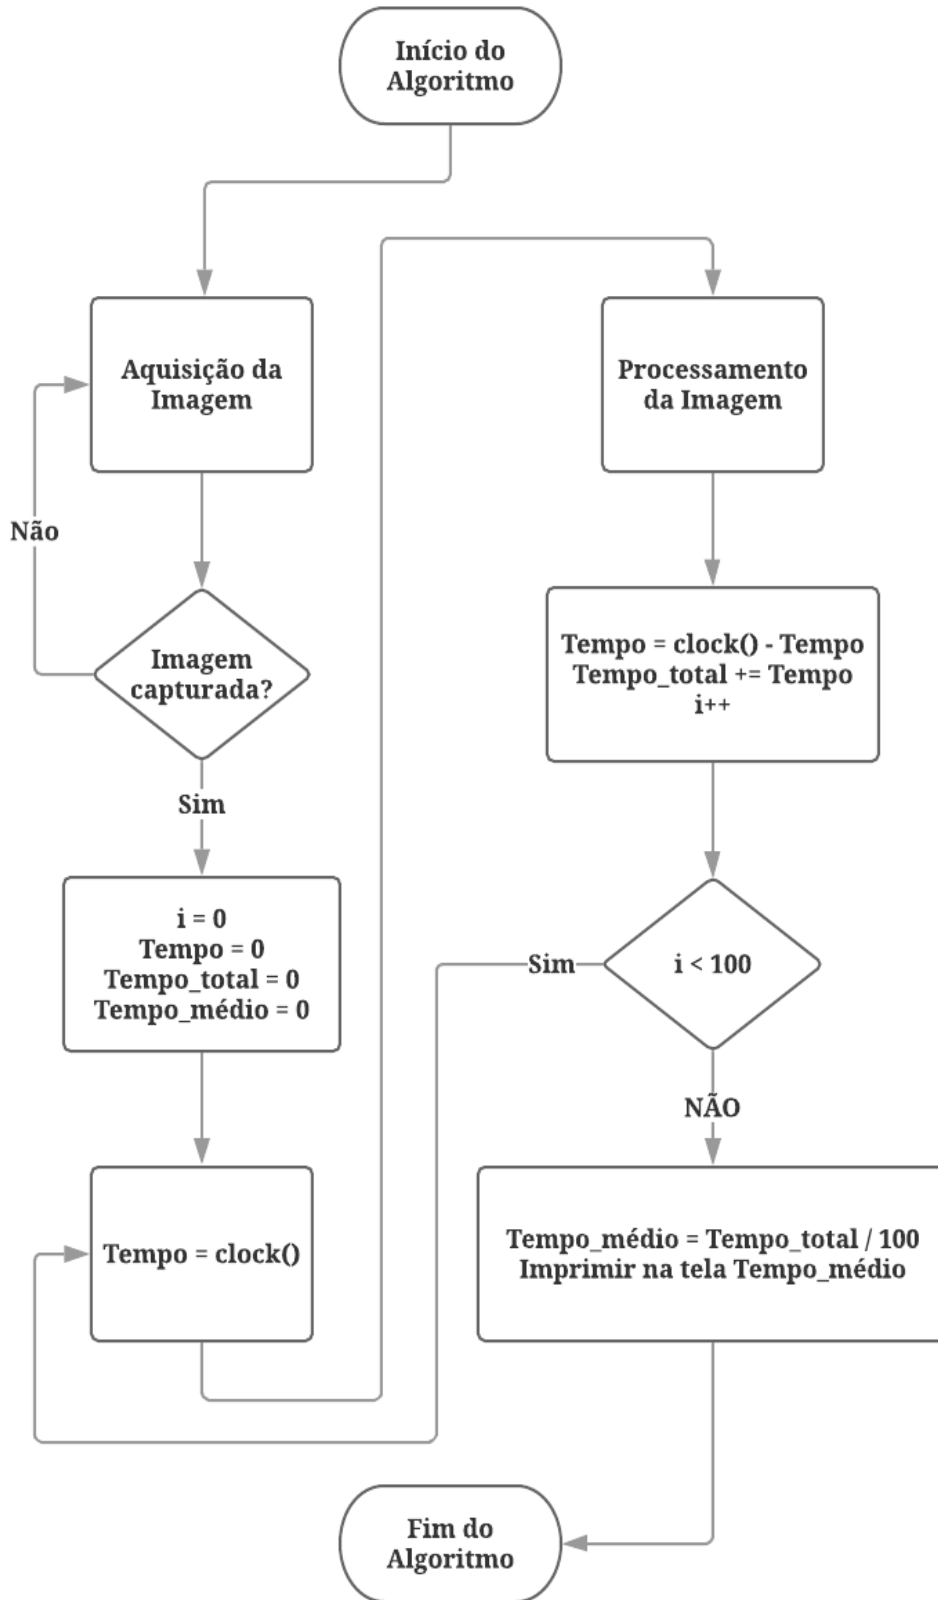 Início do
Algoritmo
Aquisição da
Imagem
Não
Imagem
capturada?
Sim
i = 0
Tempo = 0
Tempo_total = 0
Tempo_médio = 0
Tempo = clock()
Processamento
da Imagem
Tempo = clock() - Tempo
Tempo_total += Tempo
i++
i < 100
Sim
NÃO
Tempo_médio = Tempo_total / 100
Imprimir na tela Tempo_médio
Fim do
Algoritmo